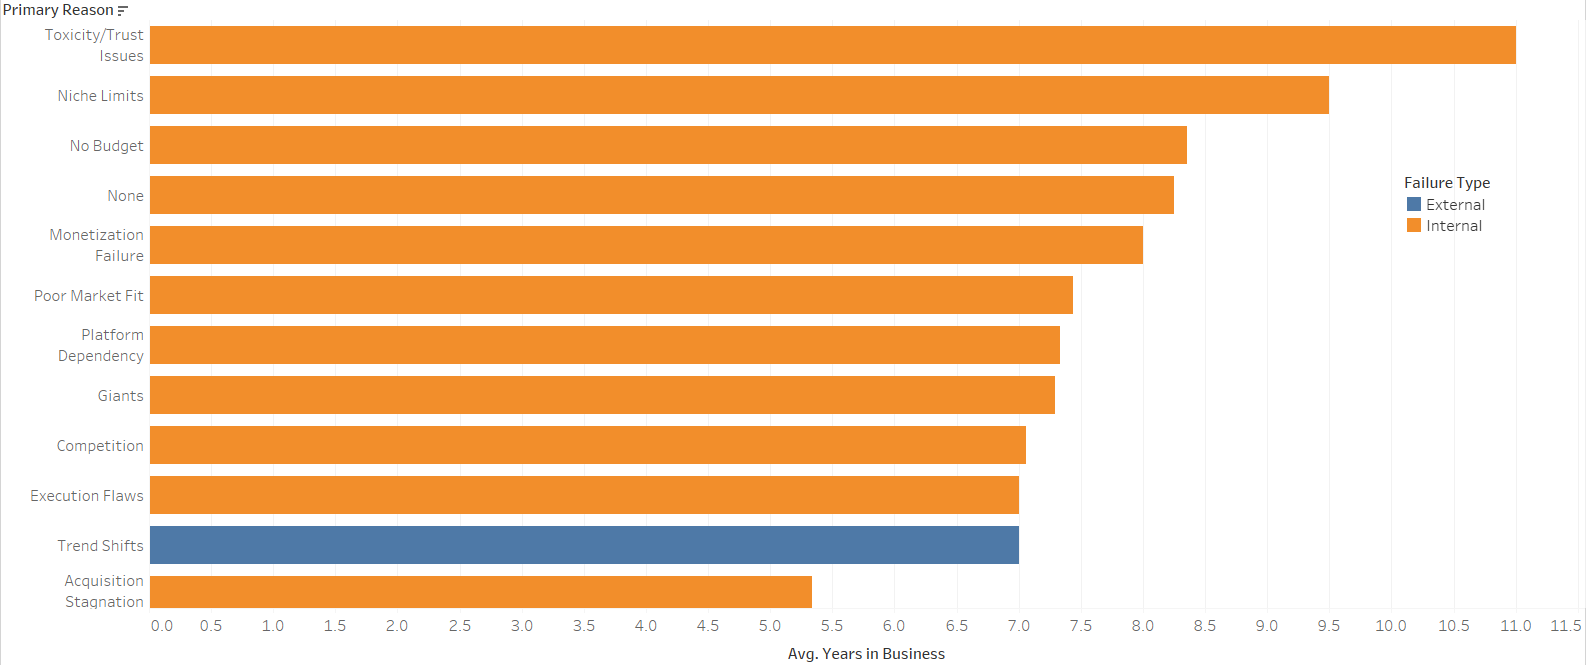 Primary Reason
Toxicity/Trust
Issues
Niche Limits
No Budget
None
Monetization
Failure
Poor Market Fit
Platform
Dependency
Giants
Competition
Execution Flaws
Trend Shifts
Acquisition
Stagnation
Failure Type
External
Internal
0.0 0.5 1.0 1.5 2.0 2.5 3.0 3.5 4.0 4.5 5.0 5.5 6.0 6.5 7.0 7.5 8.0 8.5 9.0 9.5 10.0 10.5 11.0 11.5
Avg. Years in Business